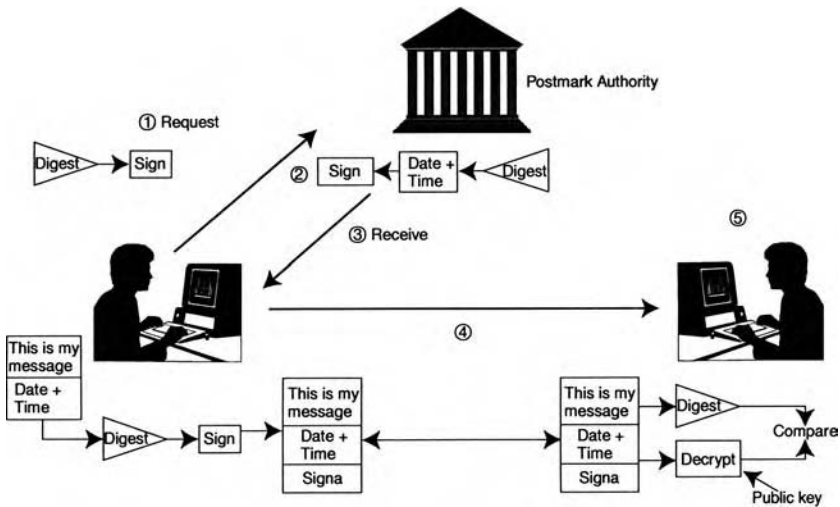 Postmark Authority
① Request
Digest
Sign
②
Sign
Date +
Time
Digest
③ Receive
⑤
④
This is my
message
Date +
Time
Digest
Sign
This is my
message
Date +
Time
Signa
This is my
message
Date +
Time
Signa
Digest
Compare
Decrypt
Public key